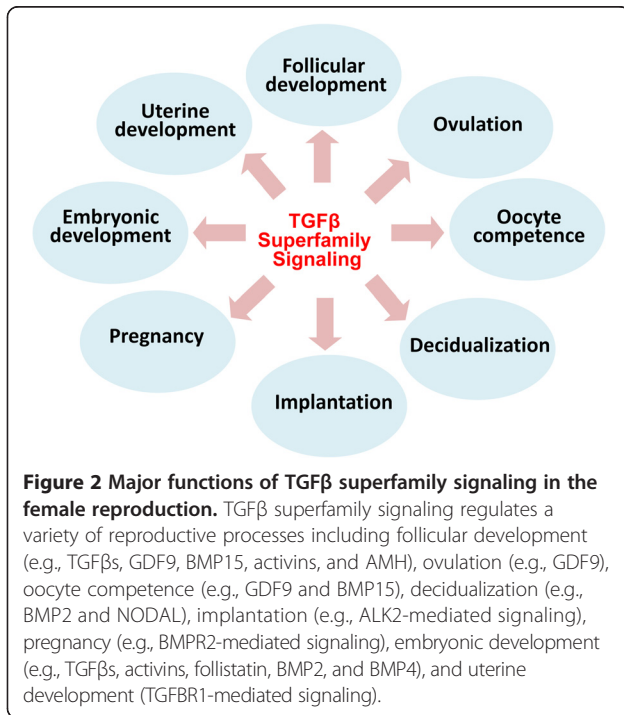 Follicular
development
Uterine
development
Ovulation
Embryonic
development
TGFβ
Superfamily
Signaling
Oocyte
competence
Pregnancy
Decidualization
Implantation
Figure 2 Major functions of TGFβ superfamily signaling in the
female reproduction. TGFβ superfamily signaling regulates a
variety of reproductive processes including follicular development
(e.g., TGFβs, GDF9, BMP15, activins, and AMH), ovulation (e.g., GDF9),
oocyte competence (e.g., GDF9 and BMP15), decidualization (e.g.,
BMP2 and NODAL), implantation (e.g., ALK2-mediated signaling),
pregnancy (e.g., BMPR2-mediated signaling), embryonic development
(e.g., TGFβs, activins, follistatin, BMP2, and BMP4), and uterine
development (TGFBR1-mediated signaling).